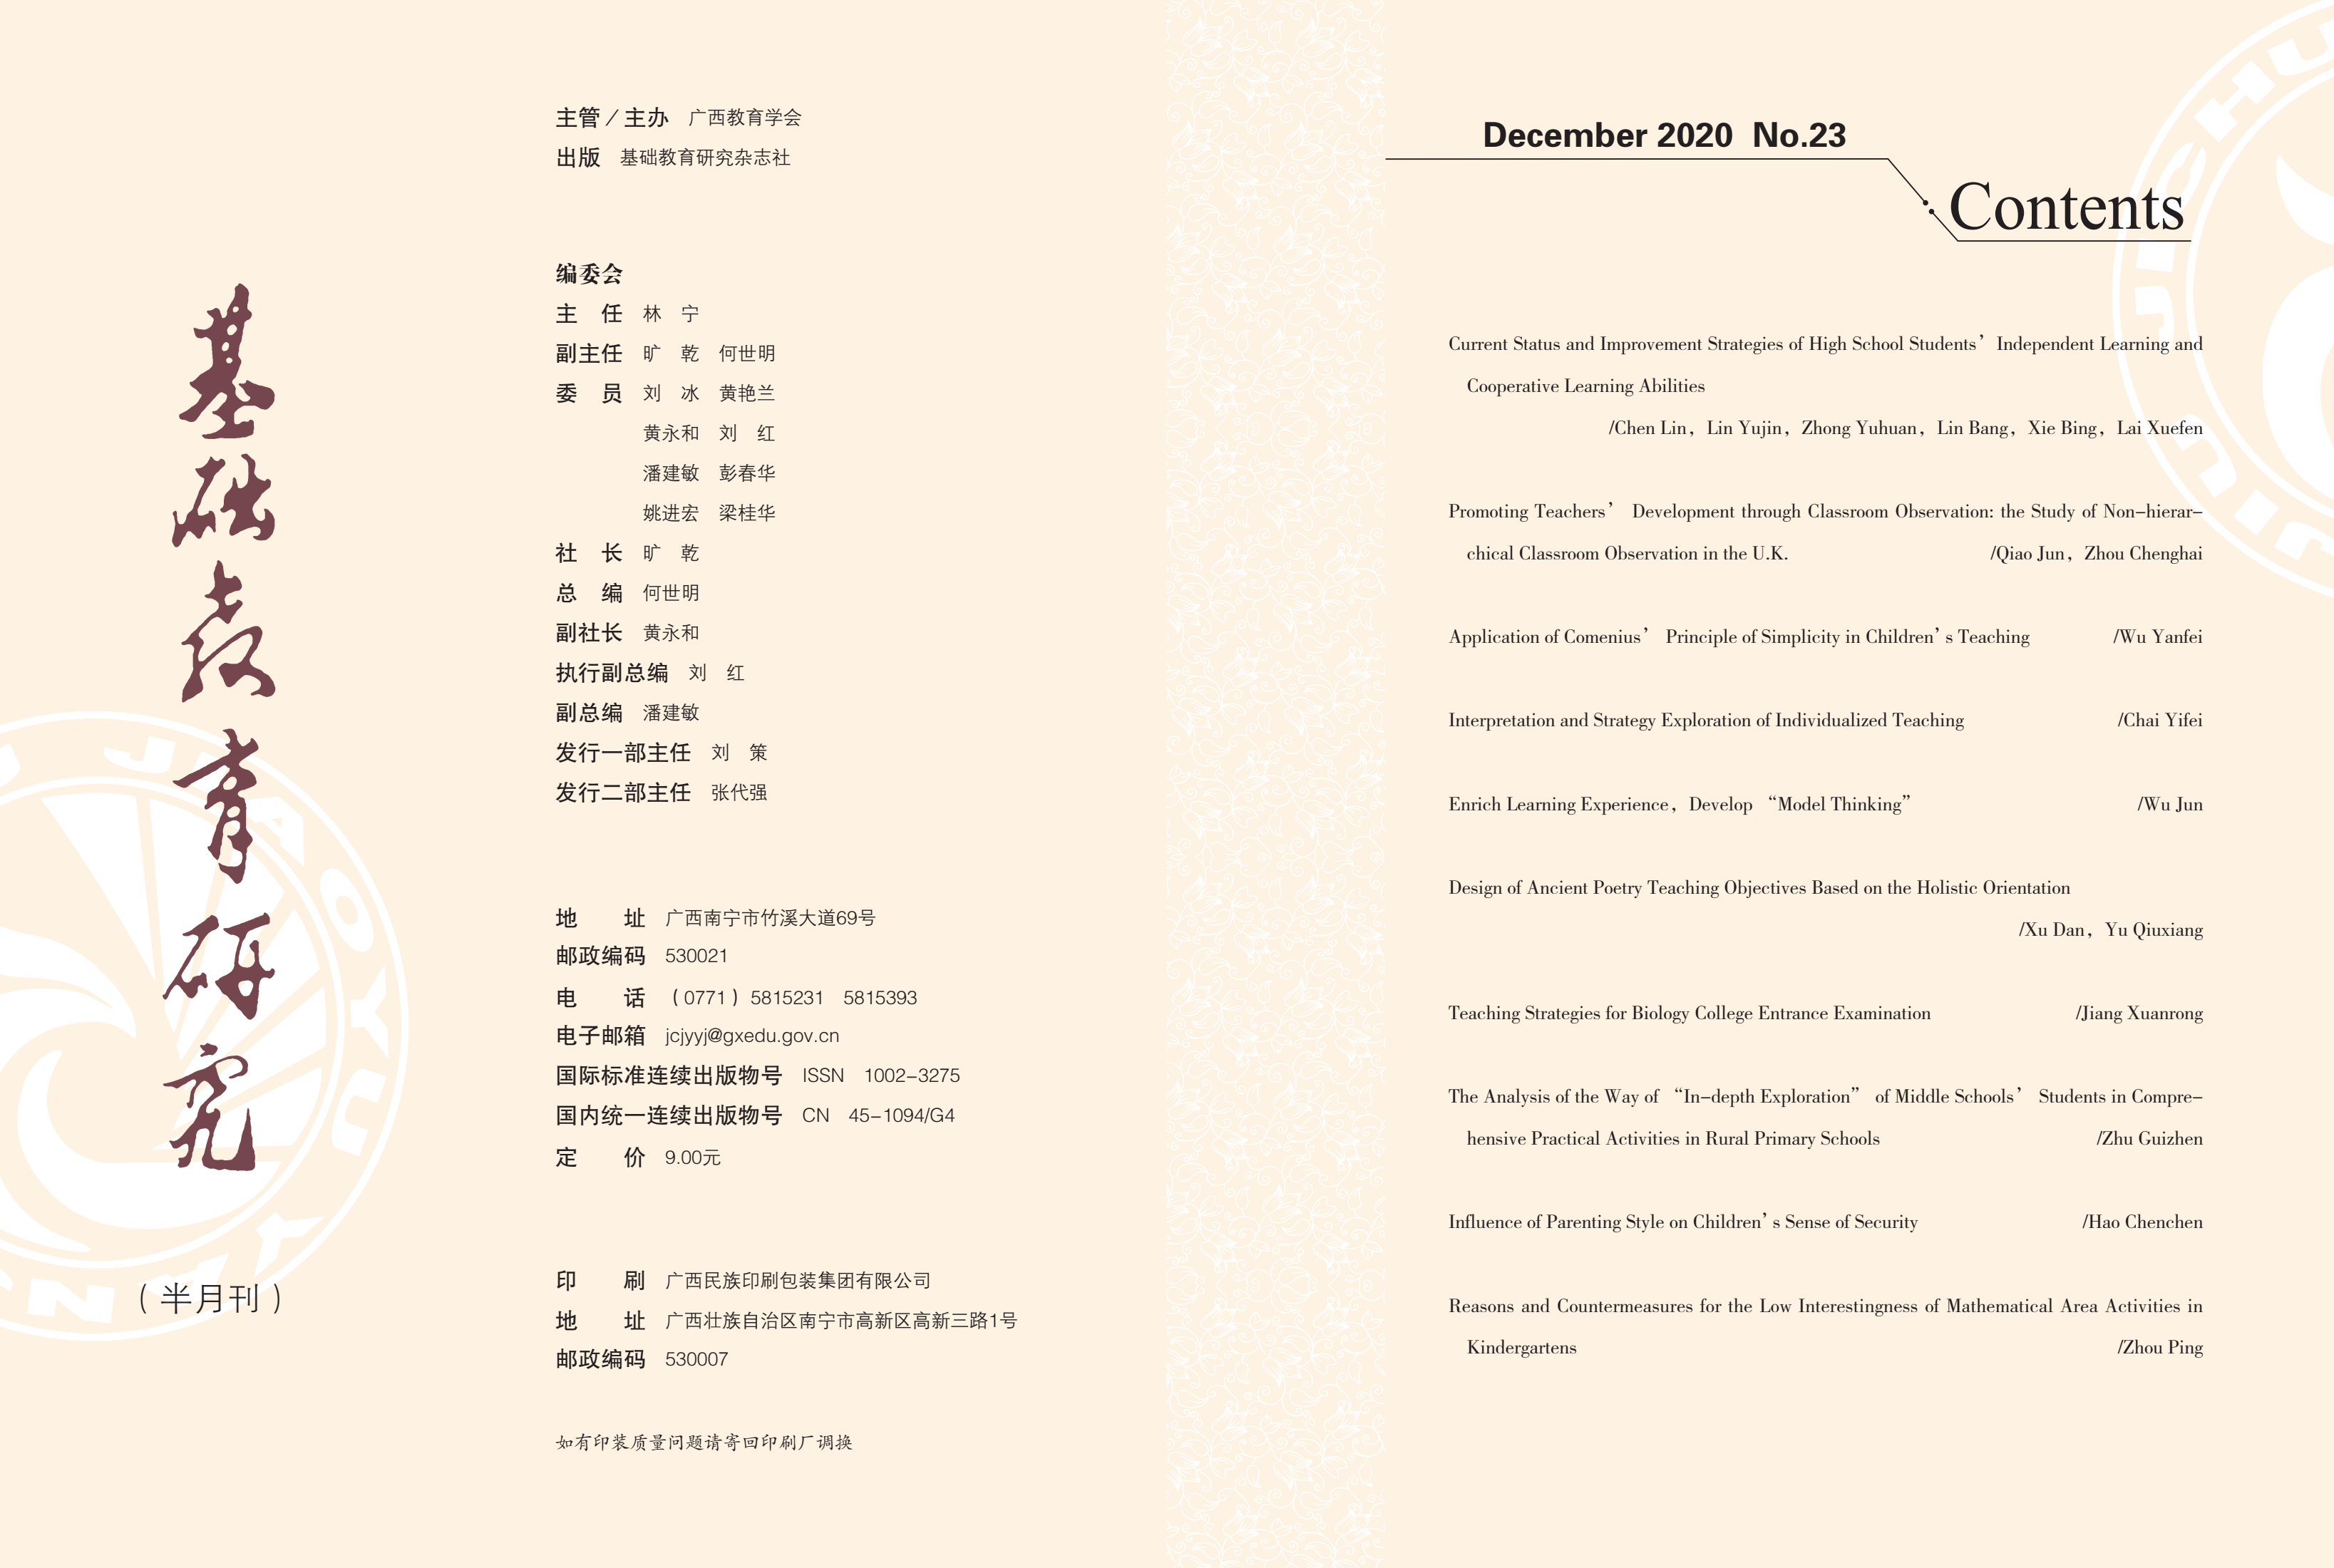 基础教育研究
（半月刊）
主管／主办 广西教育学会
出版 基础教育研究杂志社
编委会
主 任 林 宁
副主任 旷 乾 何世明
委 员 刘 冰 黄艳兰
黄永和 刘 红
潘建敏 彭春华
姚进宏 梁桂华
社 长 旷 乾
总 编 何世明
副社长 黄永和
执行副总编 刘 红
副总编 潘建敏
发行一部主任 刘 策
发行二部主任 张代强
地 址 广西南宁市竹溪大道69号
邮政编码 530021
电 话 （0771）5815231 5815393
电子邮箱 jcjyyj@gxedu.gov.cn
国际标准连续出版物号 ISSN 1002-3275
国内统一连续出版物号 CN 45-1094/G4
定 价 9.00元
印 刷 广西民族印刷包装集团有限公司
地 址 广西壮族自治区南宁市高新区高新三路1号
邮政编码 530007
如有印装质量问题请寄回印刷厂调换
December 2020 No.23
Contents
Current Status and Improvement Strategies of High School Students’ Independent Learning and
Cooperative Learning Abilities
/Chen Lin，Lin Yujin，Zhong Yuhuan，Lin Bang，Xie Bing，Lai Xuefen
Promoting Teachers’ Development through Classroom Observation: the Study of Non-hierar-
chical Classroom Observation in the U.K. /Qiao Jun，Zhou Chenghai
Application of Comenius’ Principle of Simplicity in Children’s Teaching /Wu Yanfei
Interpretation and Strategy Exploration of Individualized Teaching /Chai Yifei
Enrich Learning Experience，Develop “Model Thinking” /Wu Jun
Design of Ancient Poetry Teaching Objectives Based on the Holistic Orientation
/Xu Dan，Yu Qiuxiang
Teaching Strategies for Biology College Entrance Examination /Jiang Xuanrong
The Analysis of the Way of “In-depth Exploration” of Middle Schools’ Students in Compre-
hensive Practical Activities in Rural Primary Schools /Zhu Guizhen
Influence of Parenting Style on Children’s Sense of Security /Hao Chenchen
Reasons and Countermeasures for the Low Interestingness of Mathematical Area Activities in
Kindergartens /Zhou Ping